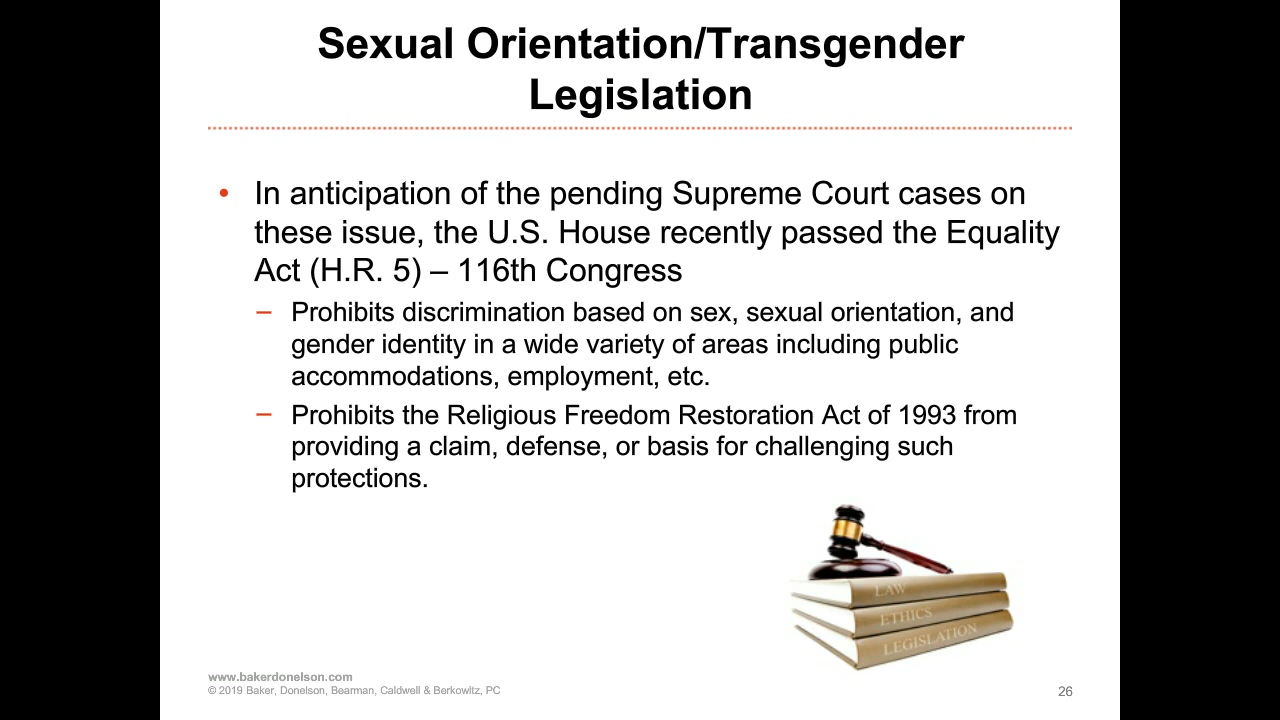 Sexual Orientation/Transgender
Legislation
• In anticipation of the pending Supreme Court cases on
these issue, the U.S. House recently passed the Equality
Act (H.R. 5) – 116th Congress
– Prohibits discrimination based on sex, sexual orientation, and
gender identity in a wide variety of areas including public
accommodations, employment, etc.
– Prohibits the Religious Freedom Restoration Act of 1993 from
providing a claim, defense, or basis for challenging such
protections.
LAW
ETHICS
LEGISLATION
www.bakerdonelson.com
© 2019 Baker, Donelson, Bearman, Caldwell & Berkowitz, PC
26